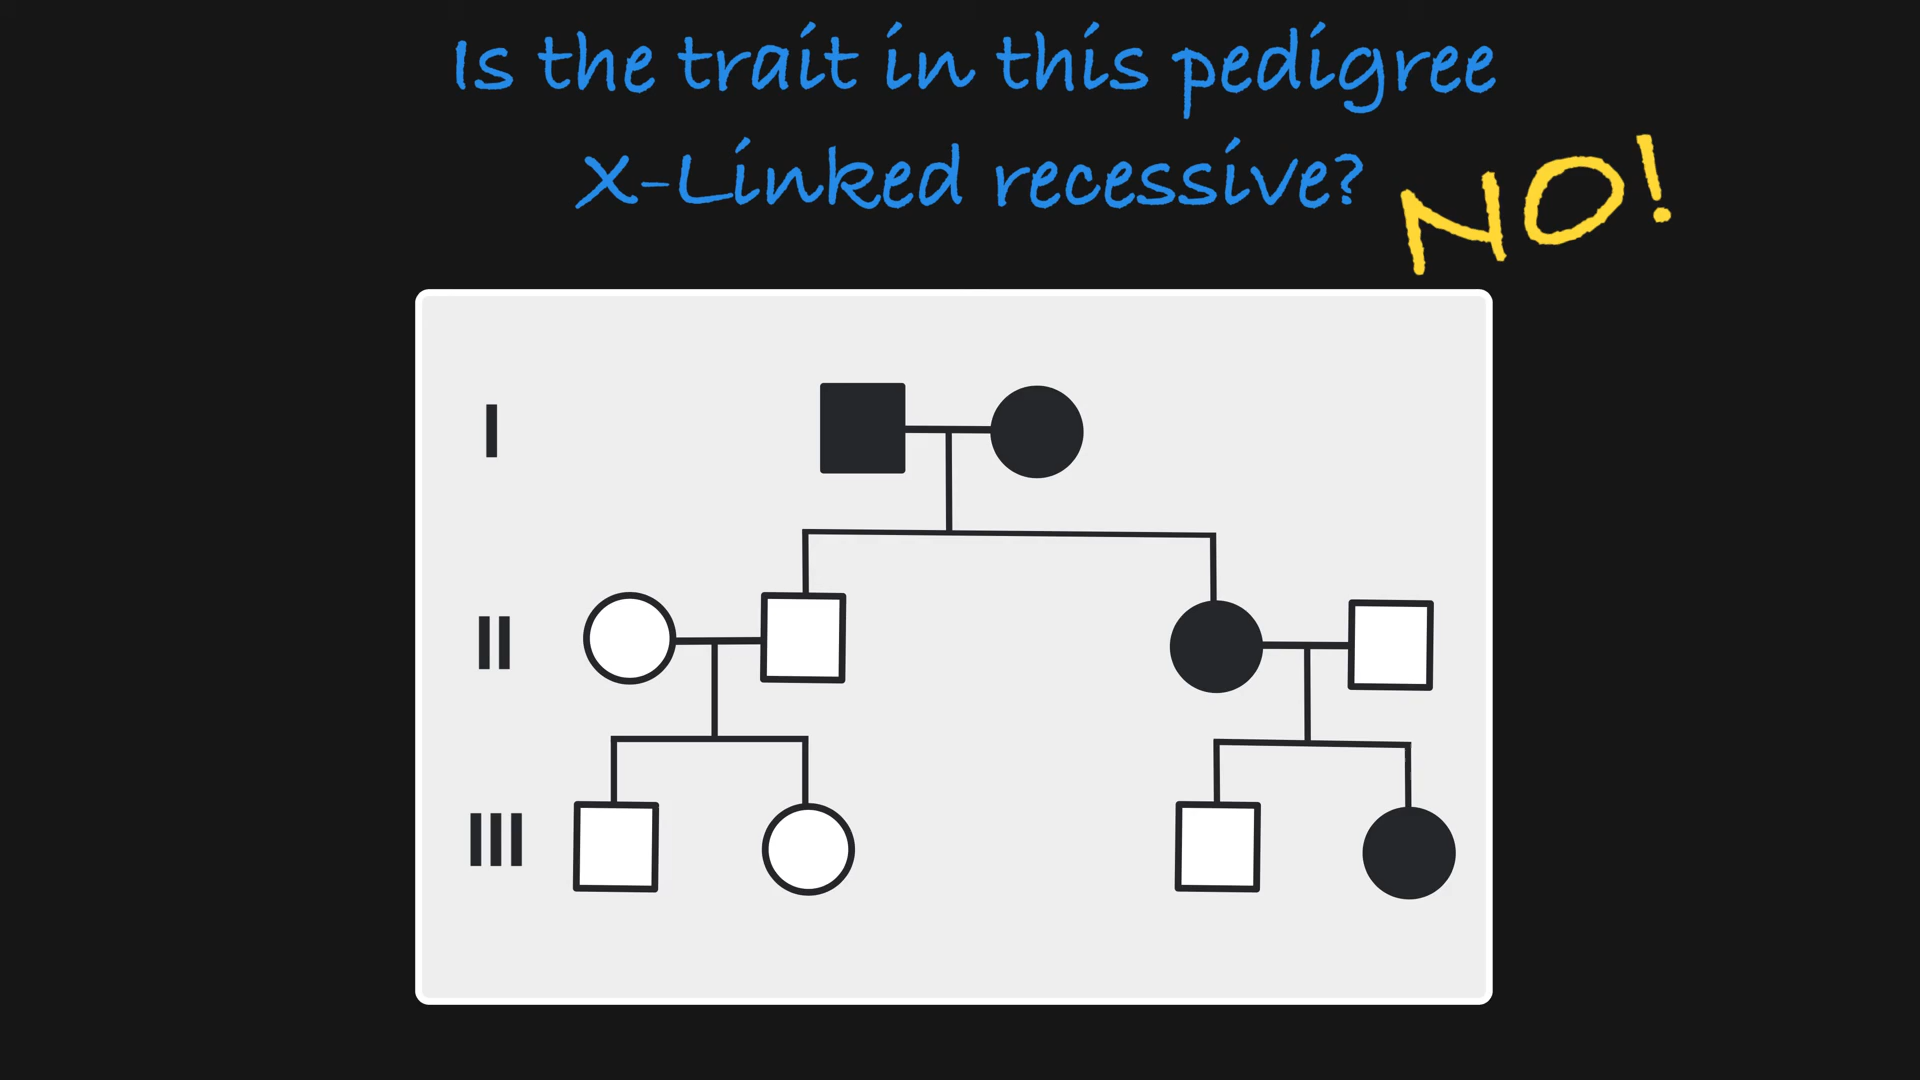 Is the trait in this pedigree
X-Linked recessive?
NO!
I
II
III